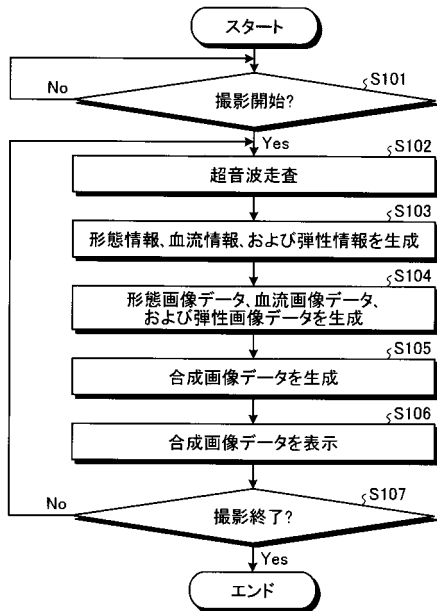 スタート
S101
No
撮影開始?
Yes
S102
超音波走査
S103
形態情報、血流情報、および弾性情報を生成
S104
形態画像データ、血流画像データ、
および弾性画像データを生成
S105
合成画像データを生成
S106
合成画像データを表示
S107
No
撮影終了?
Yes
エンド